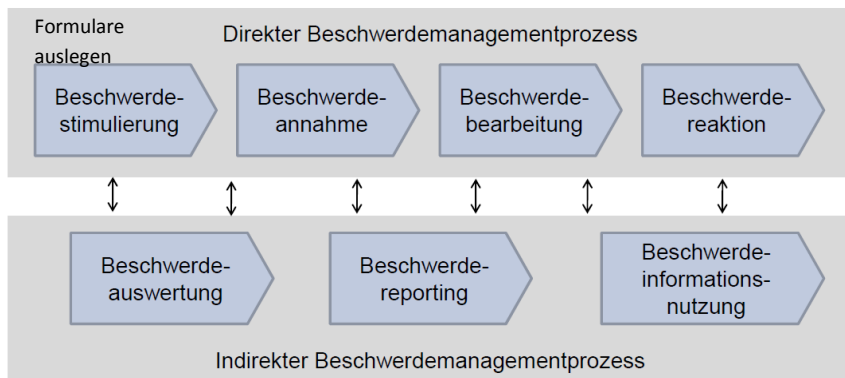 Formulare
auslegen
Direkter Beschwerdemanagementprozess
Beschwerde-
stimulierung
Beschwerde-
annahme
Beschwerde-
bearbeitung
Beschwerde-
reaktion
Beschwerde-
auswertung
Beschwerde-
reporting
Beschwerde-
informations-
nutzung
Indirekter Beschwerdemanagementprozess